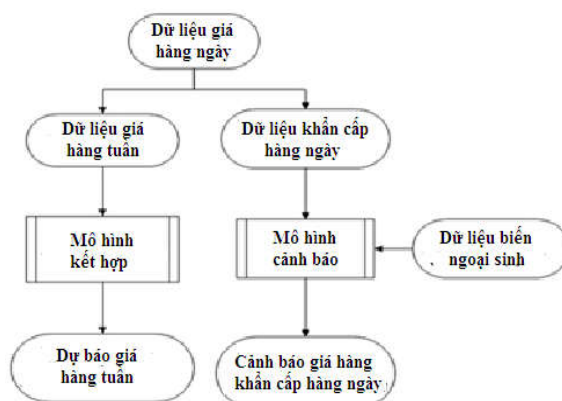 Dữ liệu giá
hàng ngày
Dữ liệu giá
hàng tuần
Dữ liệu khẩn cấp
hàng ngày
Mô hình
kết hợp
Mô hình
cảnh báo
Dữ liệu biến
ngoại sinh
Dự báo giá
hàng tuần
Cảnh báo giá hàng
khẩn cấp hàng ngày